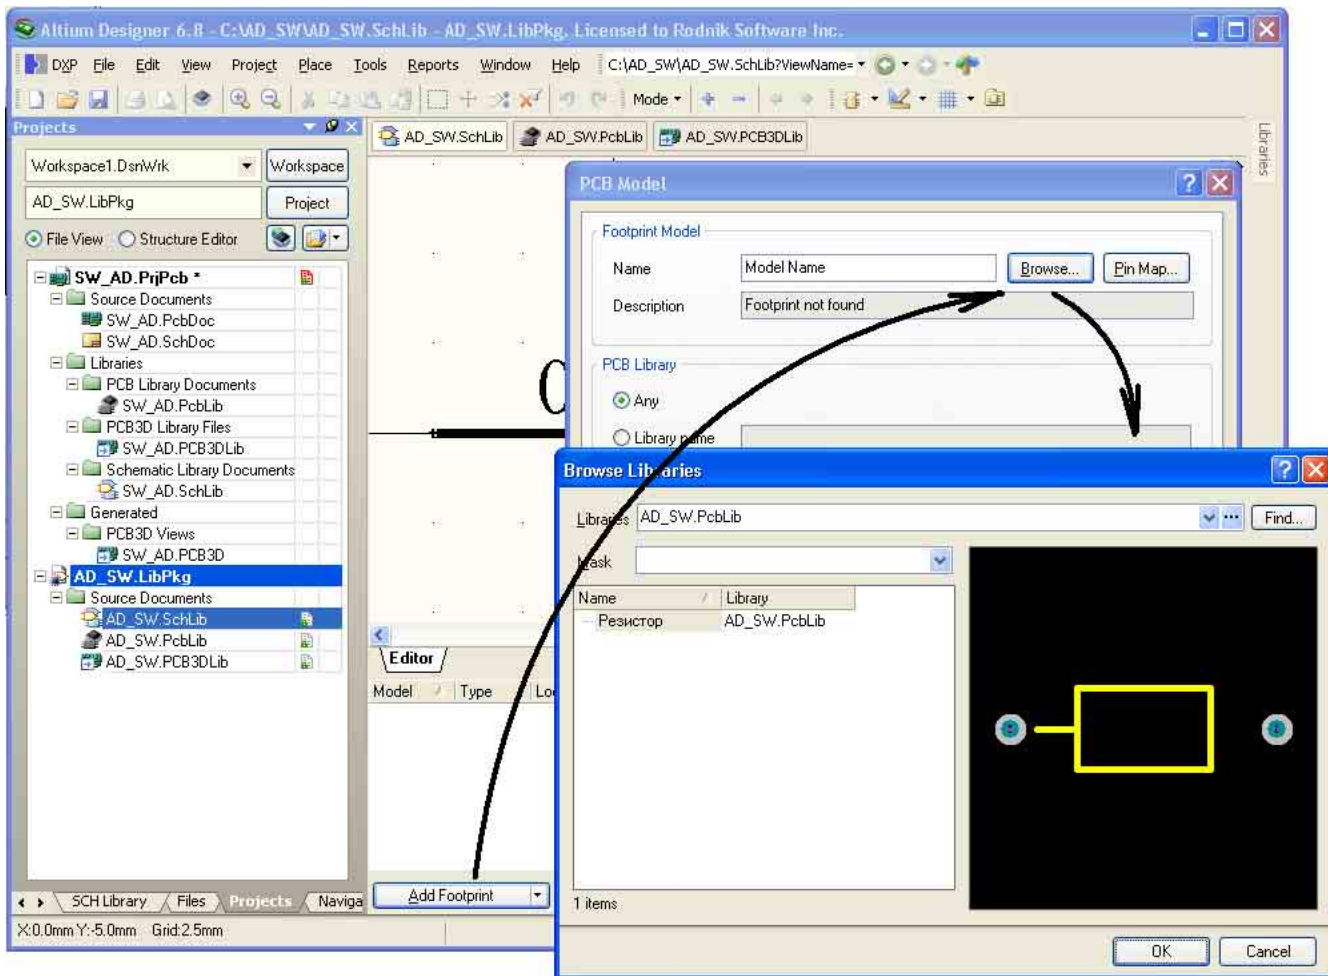 Altium Designer 6.8 - C:\AD_SW\AD_SW.SchLib - AD_SW.LibPkg. Licensed to Rodnik Software Inc.
DXP File Edit View Project Place Tools Reports Window Help C:\AD_SW\AD_SW.SchLib?ViewName=
Mode
Projects
AD_SW.SchLib AD_SW.PcbLib AD_SW.PCB3DLib
Libraries
Workspace1.DsnWrk Workspace
AD_SW.LibPkg Project
File View Structure Editor
SW_AD.PrjPcb *
Source Documents
SW_AD.PcbDoc
SW_AD.SchDoc
Libraries
PCB Library Documents
SW_AD.PcbLib
PCB3D Library Files
SW_AD.PCB3DLib
Schematic Library Documents
SW_AD.SchLib
Generated
PCB3D Views
SW_AD.PCB3D
AD_SW.LibPkg
Source Documents
AD_SW.SchLib
AD_SW.PcbLib
AD_SW.PCB3DLib
SCH Library Files Projects Naviga
X:0.0mm Y:-5.0mm Grid:2.5mm
Editor
Model Type Lo
Add Footprint
PCB Model
Footprint Model
Name Model Name Browse... Pin Map...
Description Footprint not found
PCB Library
Any
Library name
Browse Libraries
Libraries AD_SW.PcbLib Find...
Mask
Name Library
Резистор AD_SW.PcbLib
1 items
OK Cancel